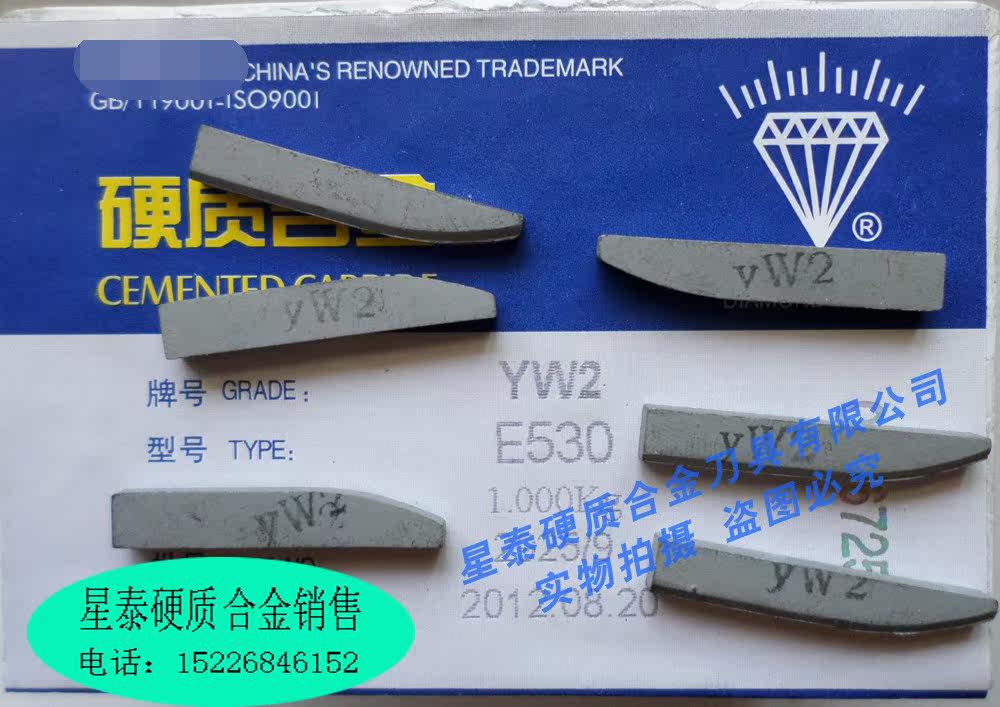 CHINA'S RENOWNED TRADEMARK
GB/T19001-ISO9001
硬质合金
®
CEMENTED CARBIDE
yW2
yW2
牌号 GRADE: YW2
型号 TYPE: E530
1.000Kg
yW2
yW2
yW2
2012.08.20
725
星泰硬质合金刀具有限公司
实物拍摄 盗图必究
星泰硬质合金销售
电话：15226846152